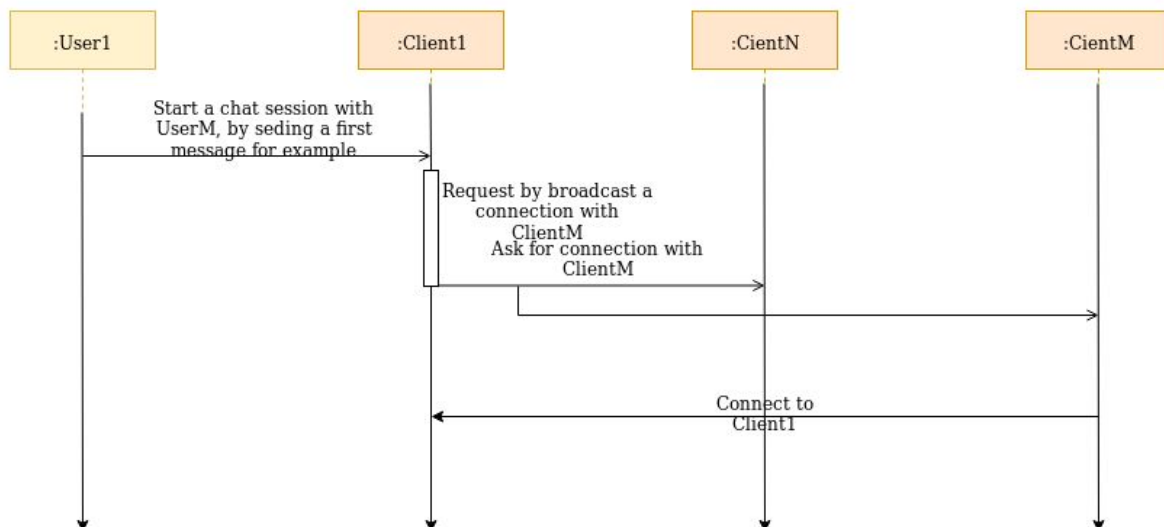 :User1
:Client1
:CientN
:CientM
Start a chat session with
UserM, by seding a first
message for example
Request by broadcast a
connection with
ClientM
Ask for connection with
ClientM
Connect to
Client1